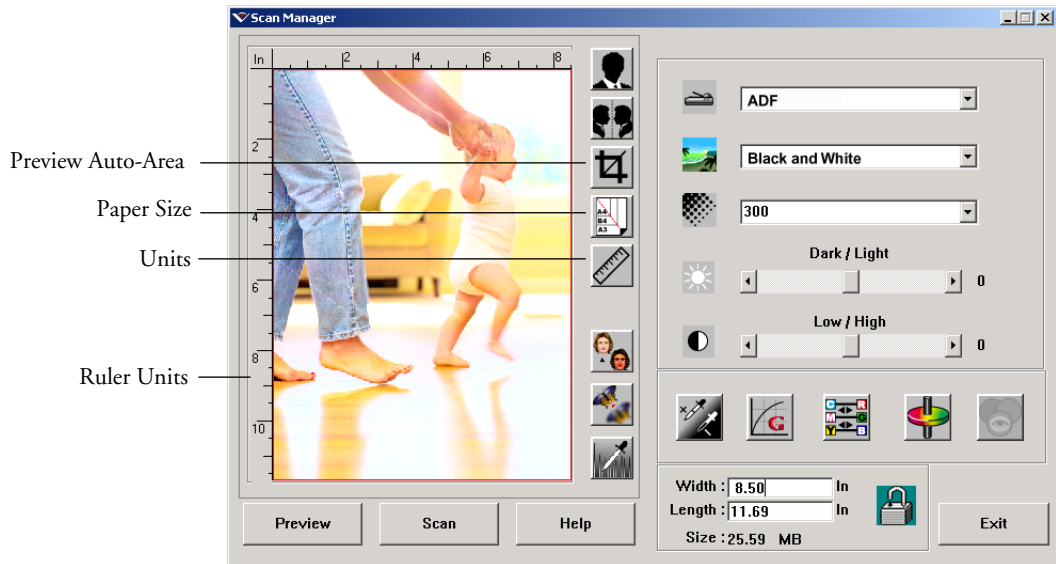 Scan Manager
In 2 4 6 8
2
4
6
8
10
Preview Auto-Area
Paper Size
Units
Ruler Units
A4
B4
A3
ADF
Black and White
300
Dark / Light
0
Low / High
0
G
C R
M G
Y B
Width : 8.50 In
Length : 11.69 In
Size : 25.59 MB
Preview
Scan
Help
Exit